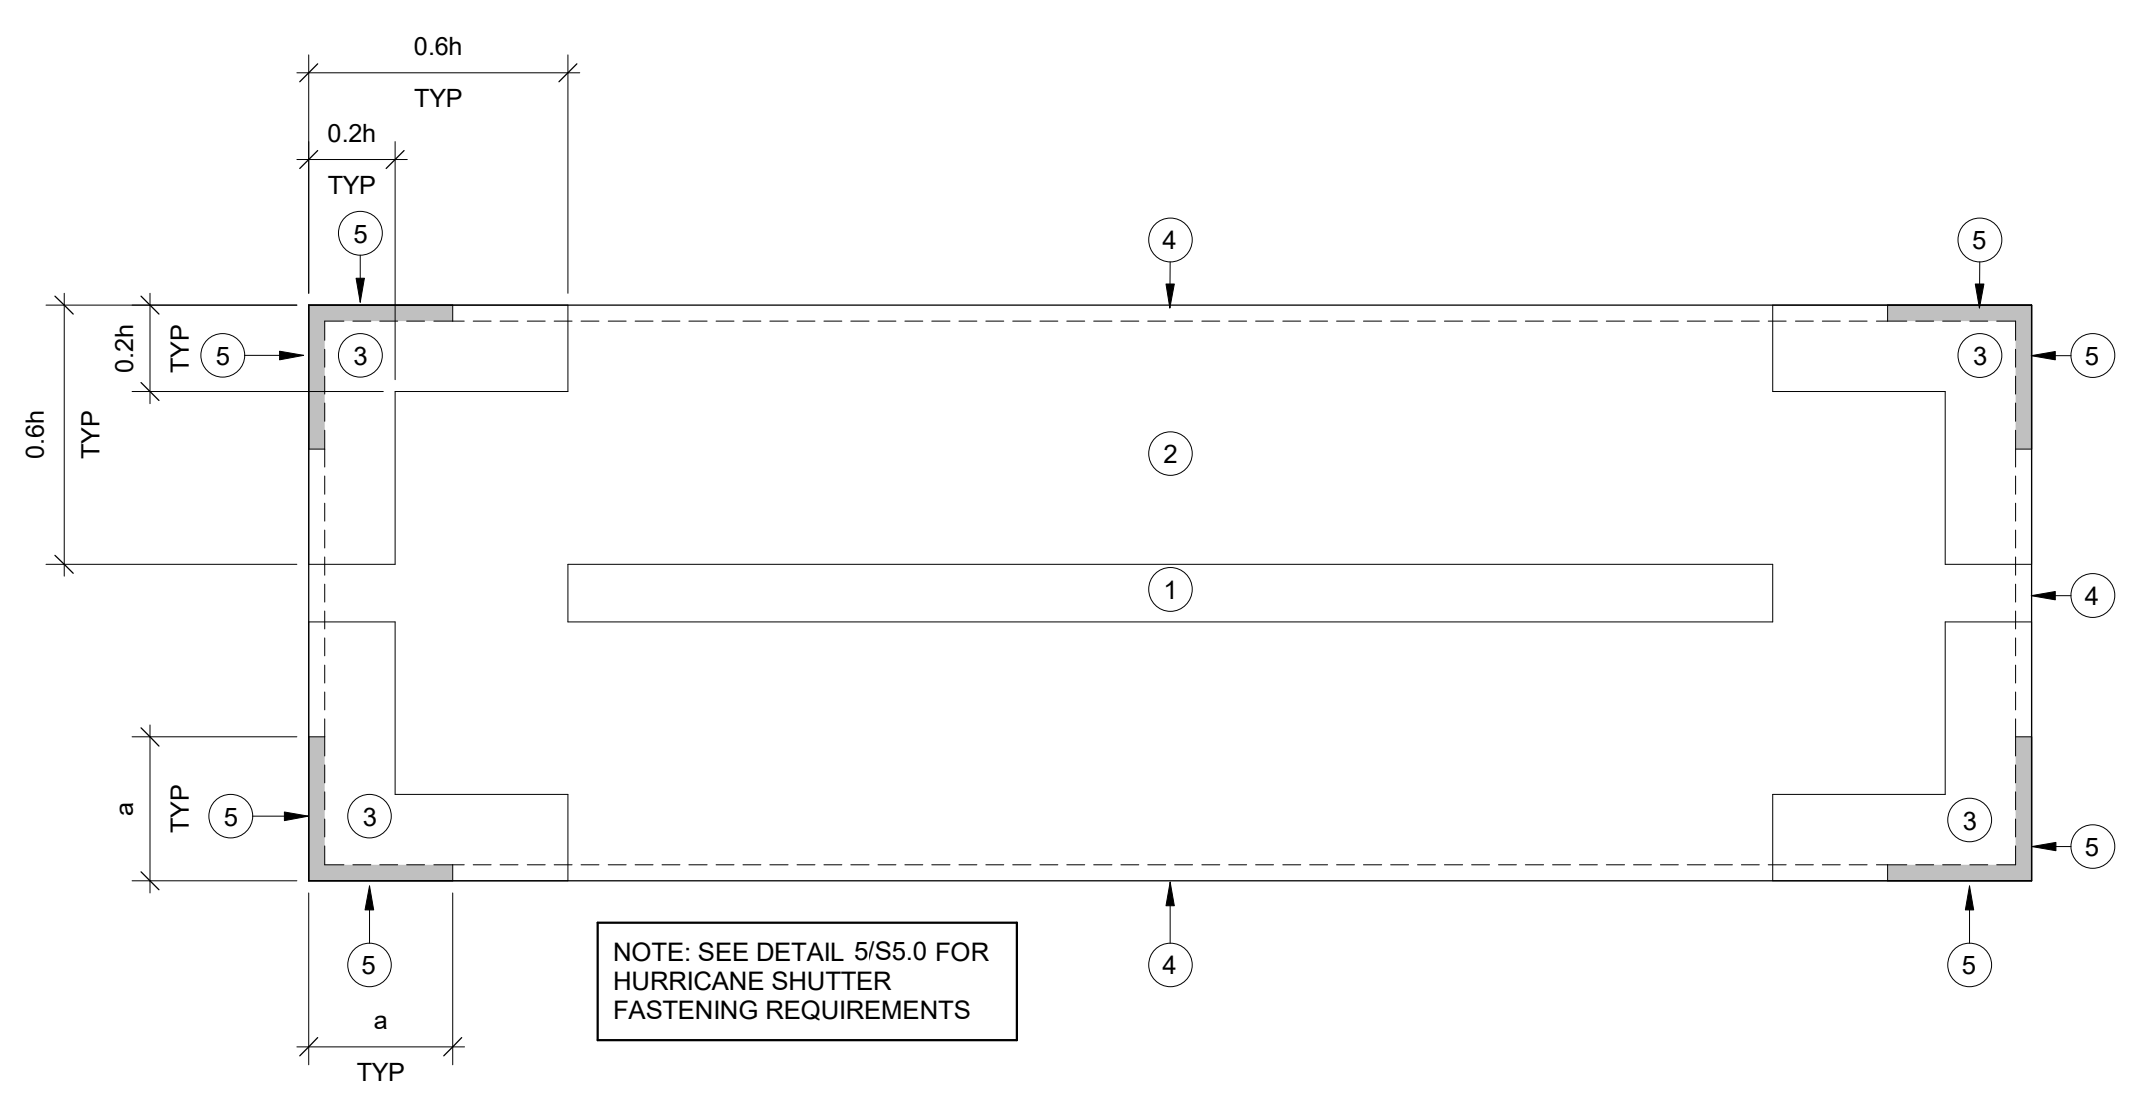 0.6h
TYP
0.2h
TYP
5
4
5
0.2h
TYP
5
3
3
5
0.6h
TYP
2
1
4
a
TYP
5
3
3
5
NOTE: SEE DETAIL 5/S5.0 FOR
HURRICANE SHUTTER
FASTENING REQUIREMENTS
5
4
5
a
TYP